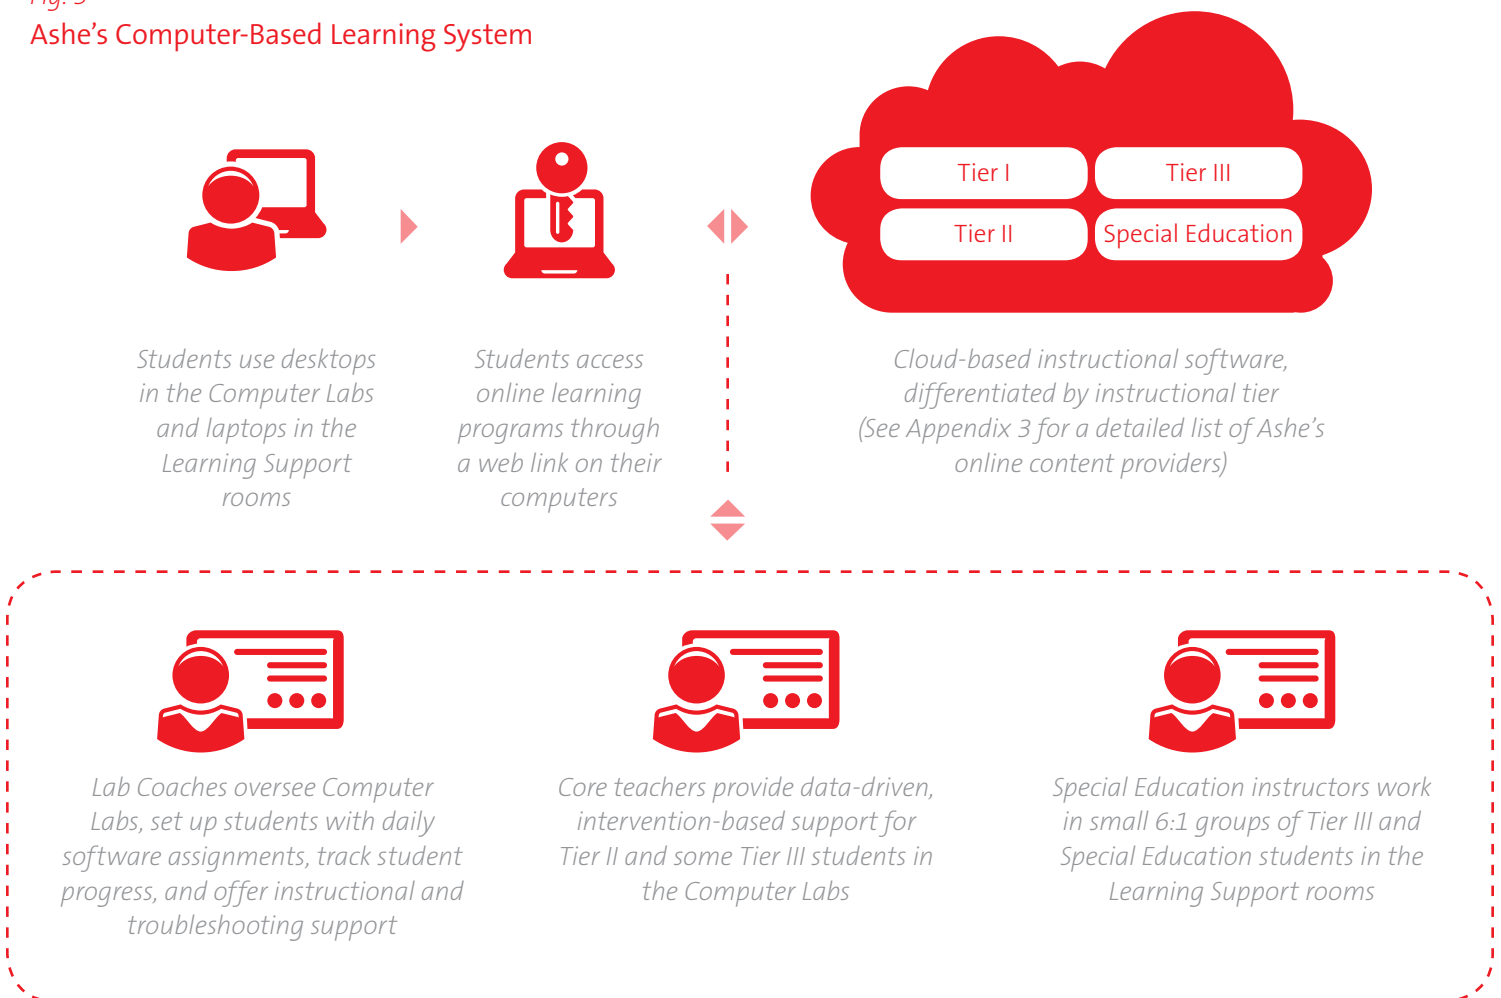 Ashe's Computer-Based Learning System
Tier I
Tier III
Tier II
Special Education
Students use desktops
in the Computer Labs
and laptops in the
Learning Support
rooms
Students access
online learning
programs through
a web link on their
computers
Cloud-based instructional software,
differentiated by instructional tier
(See Appendix 3 for a detailed list of Ashe's
online content providers)
Lab Coaches oversee Computer
Labs, set up students with daily
software assignments, track student
progress, and offer instructional and
troubleshooting support
Core teachers provide data-driven,
intervention-based support for
Tier II and some Tier III students in
the Computer Labs
Special Education instructors work
in small 6:1 groups of Tier III and
Special Education students in the
Learning Support rooms